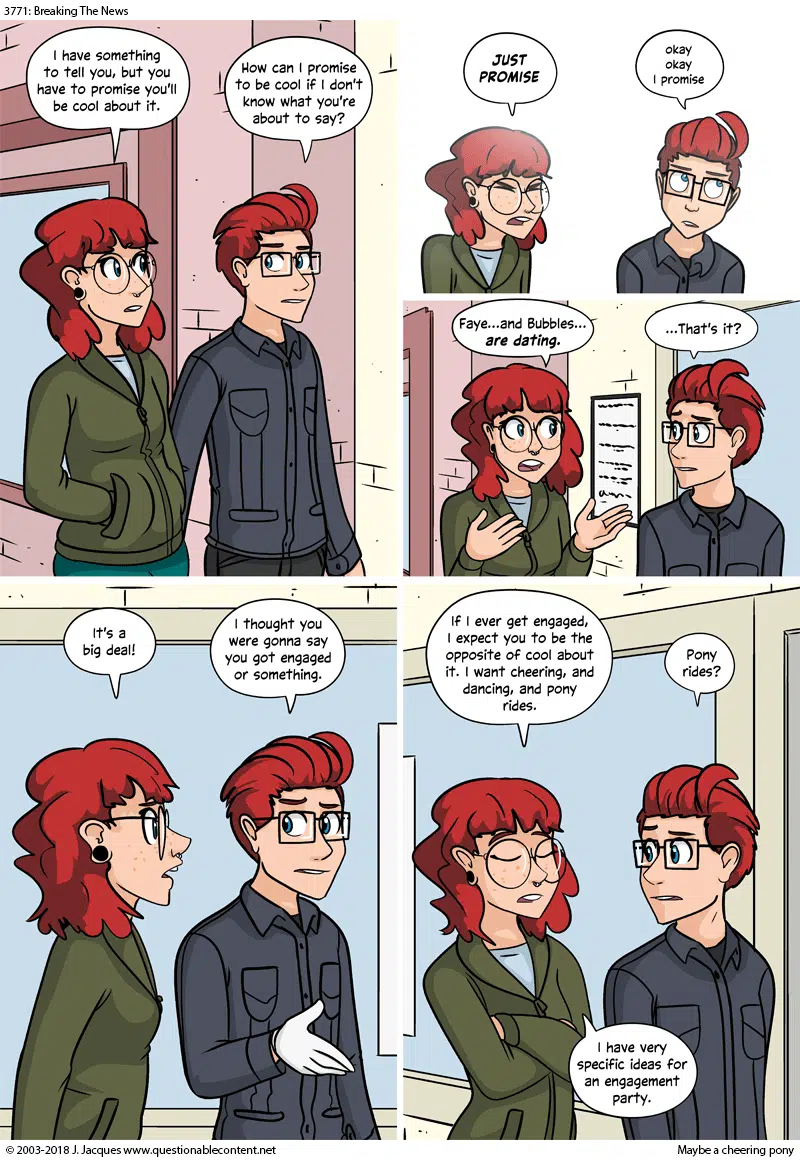 3771: Breaking The News
I have something
to tell you, but you
have to promise you'll
be cool about it.
How can I promise
to be cool if I don't
know what you're
about to say?
JUST
PROMISE
okay
okay
I promise
Faye...and Bubbles...
are dating.
...That's it?
It's a
big deal!
I thought you
were gonna say
you got engaged
or something.
If I ever get engaged,
I expect you to be the
opposite of cool about
it. I want cheering, and
dancing, and pony
rides.
Pony
rides?
I have very
specific ideas for
an engagement
party.
© 2003-2018 J. Jacques www.questionablecontent.net
Maybe a cheering pony